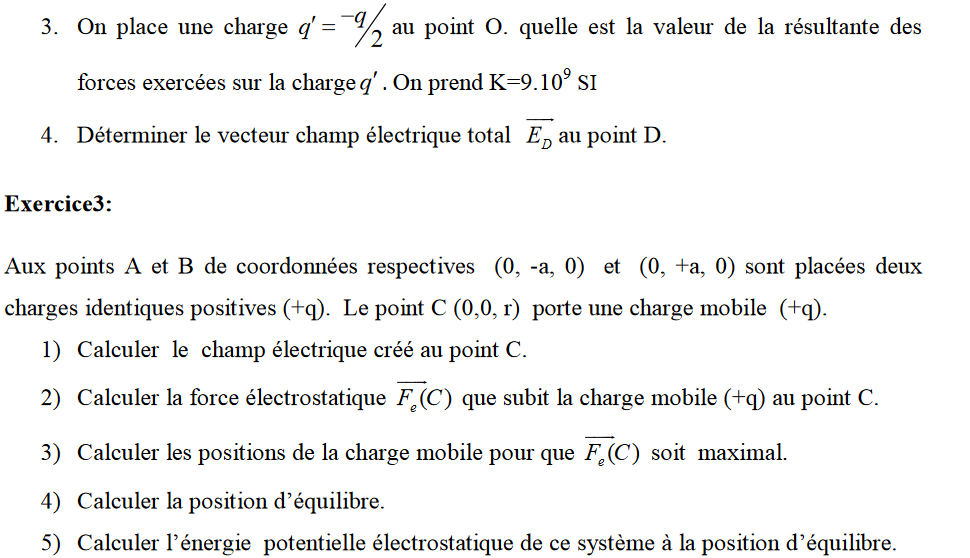 3. On place une charge q' = −q/2 au point O. quelle est la valeur de la résultante des
forces exercées sur la charge q' . On prend K=9.10⁹ SI
4. Déterminer le vecteur champ électrique total E⃗_D au point D.
Exercice3:
Aux points A et B de coordonnées respectives (0, -a, 0) et (0, +a, 0) sont placées deux
charges identiques positives (+q). Le point C (0,0, r) porte une charge mobile (+q).
1) Calculer le champ électrique créé au point C.
2) Calculer la force électrostatique F⃗_e(C) que subit la charge mobile (+q) au point C.
3) Calculer les positions de la charge mobile pour que F⃗_e(C) soit maximal.
4) Calculer la position d’équilibre.
5) Calculer l’énergie potentielle électrostatique de ce système à la position d’équilibre.